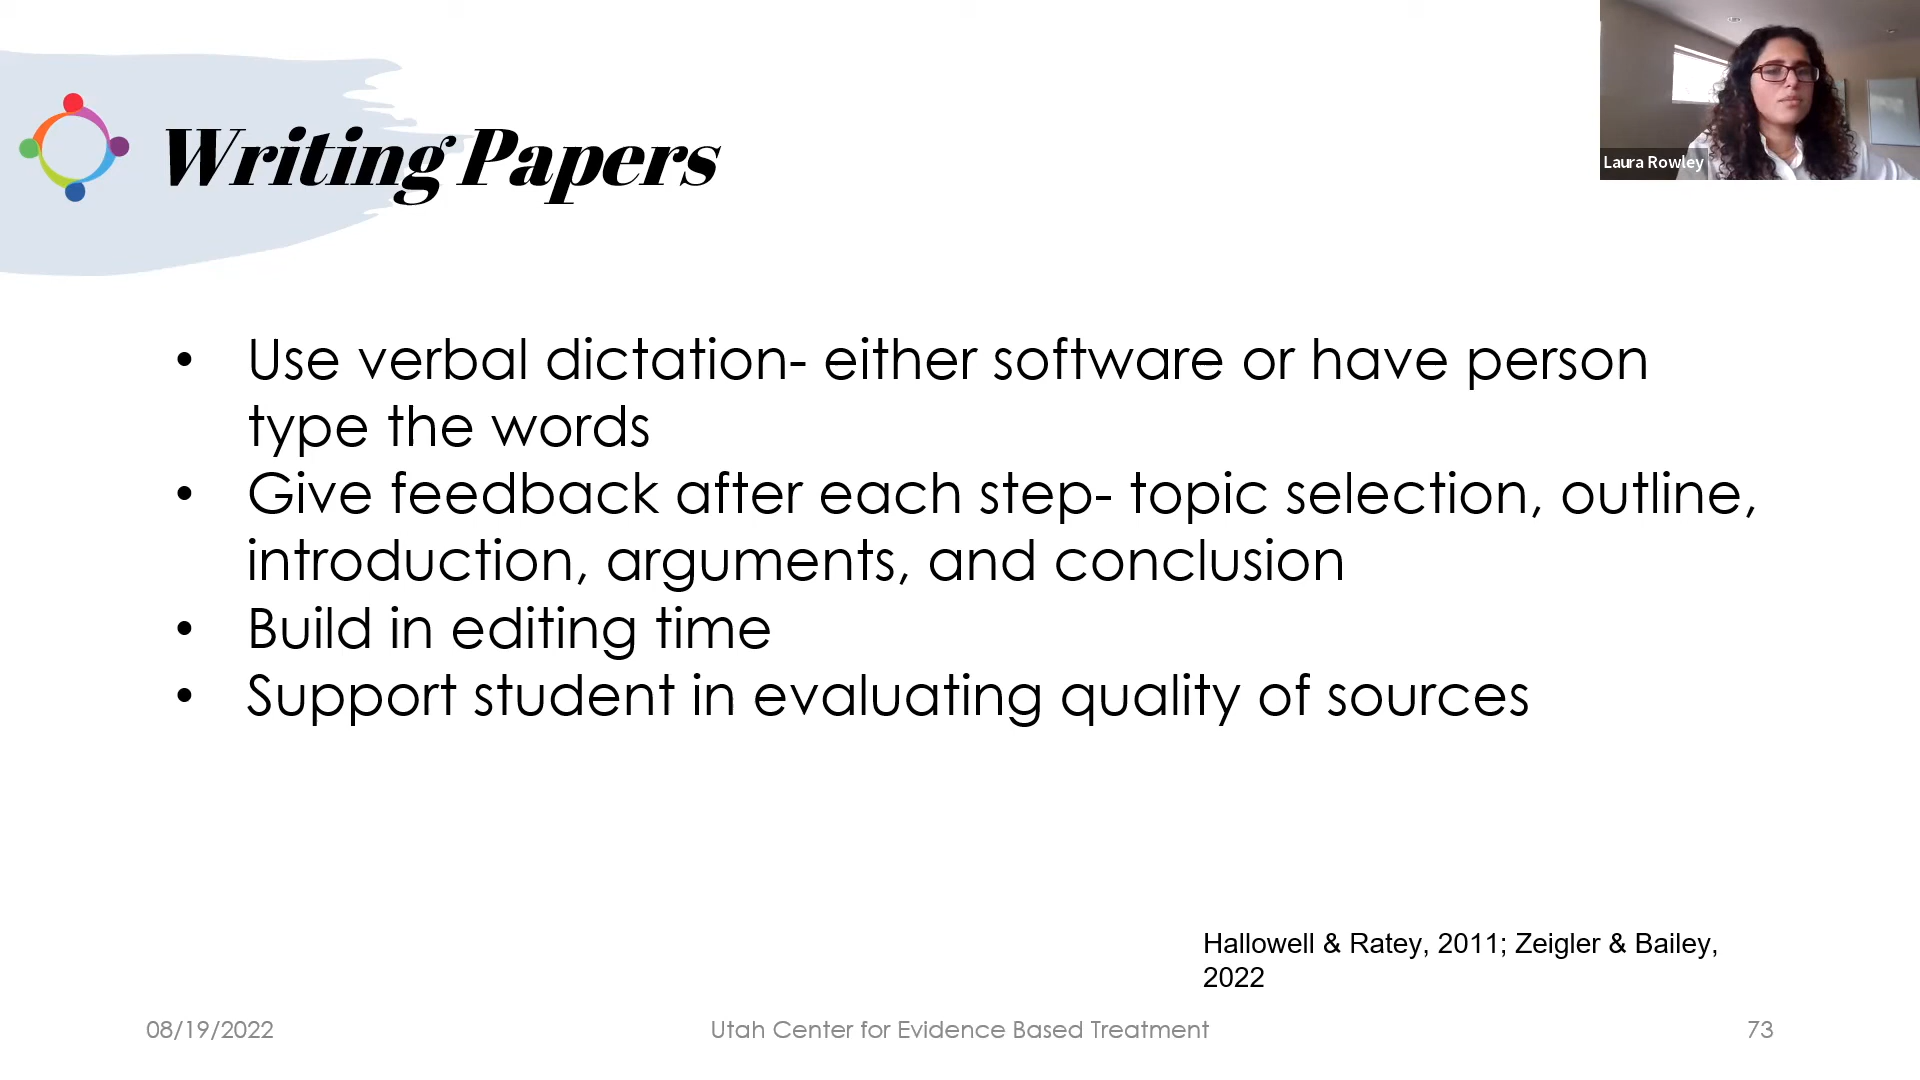 Laura Rowley
Writing Papers
• Use verbal dictation- either software or have person
type the words
• Give feedback after each step- topic selection, outline,
introduction, arguments, and conclusion
• Build in editing time
• Support student in evaluating quality of sources
Hallowell & Ratey, 2011; Zeigler & Bailey,
2022
08/19/2022 Utah Center for Evidence Based Treatment 73